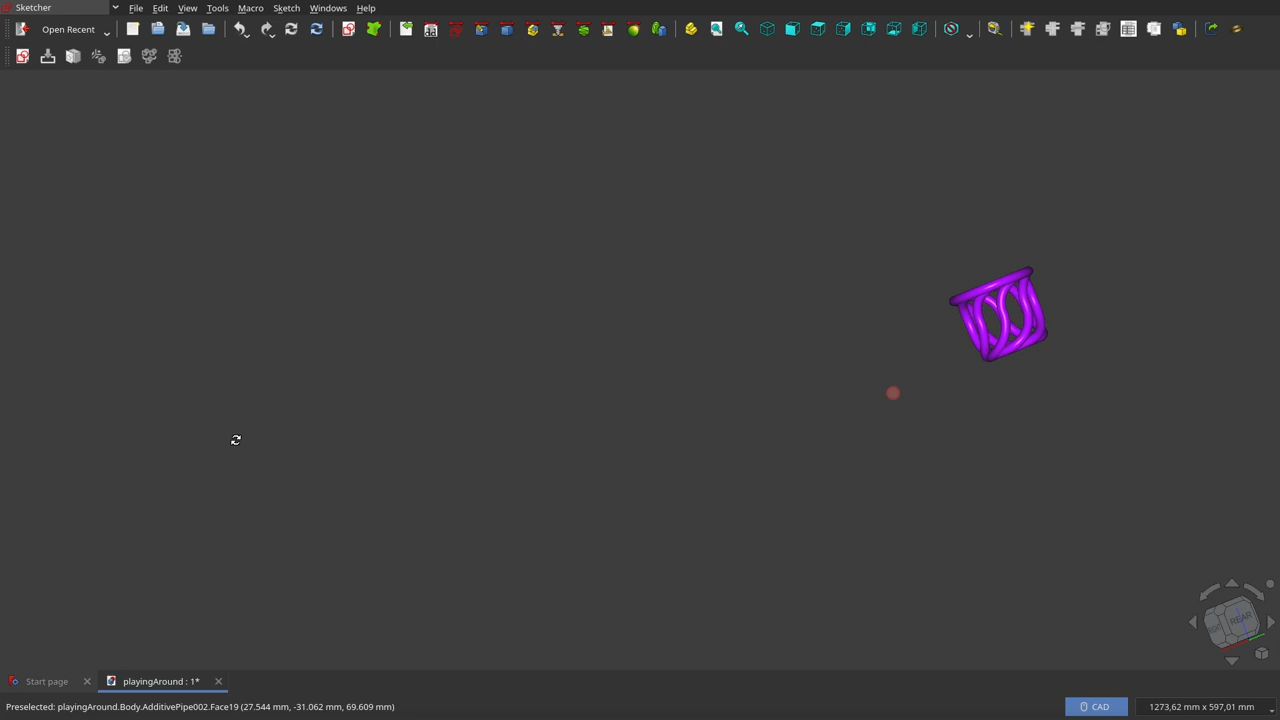 Sketcher File Edit View Tools Macro Sketch Windows Help
Open Recent
REAR
Start page playingAround : 1*
Preselected: playingAround.Body.AdditivePipe002.Face19 (27.544 mm, -31.062 mm, 69.609 mm) CAD 1273,62 mm x 597,01 mm